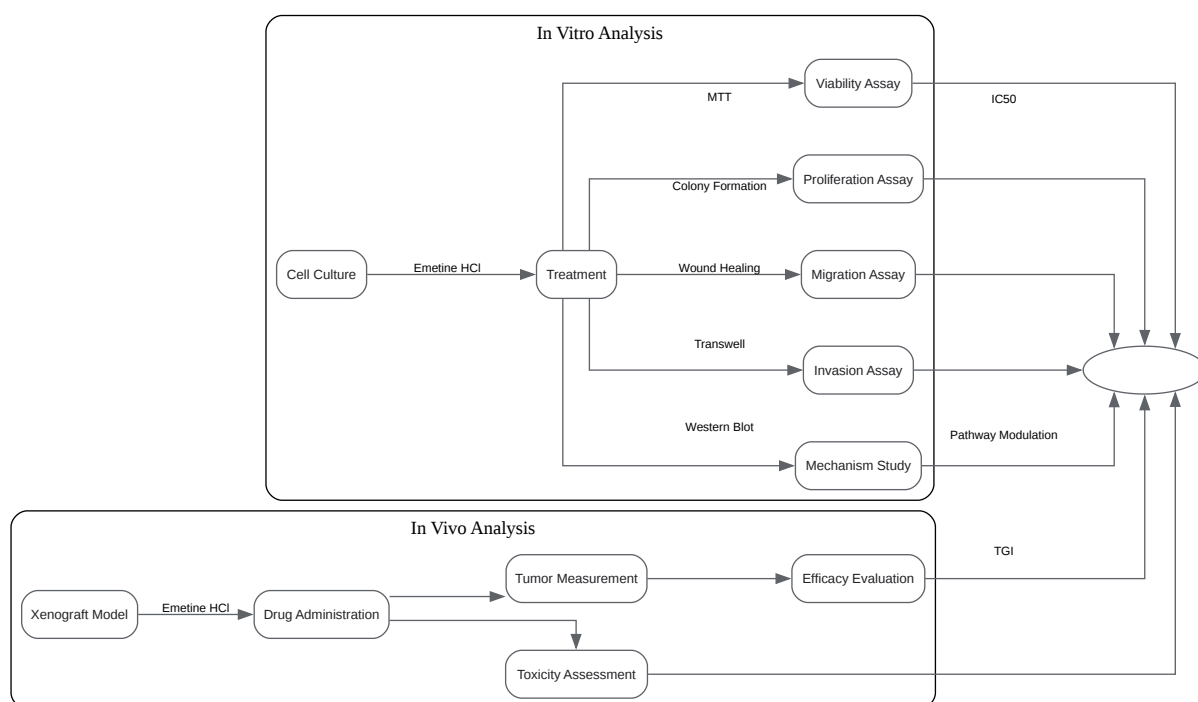 In Vitro Analysis
Viability Assay
MTT
IC50
Proliferation Assay
Colony Formation
Cell Culture
Emetine HCl
Treatment
Wound Healing
Migration Assay
Transwell
Invasion Assay
Western Blot
Pathway Modulation
Mechanism Study
In Vivo Analysis
TGI
Tumor Measurement
Efficacy Evaluation
Xenograft Model
Emetine HCl
Drug Administration
Toxicity Assessment